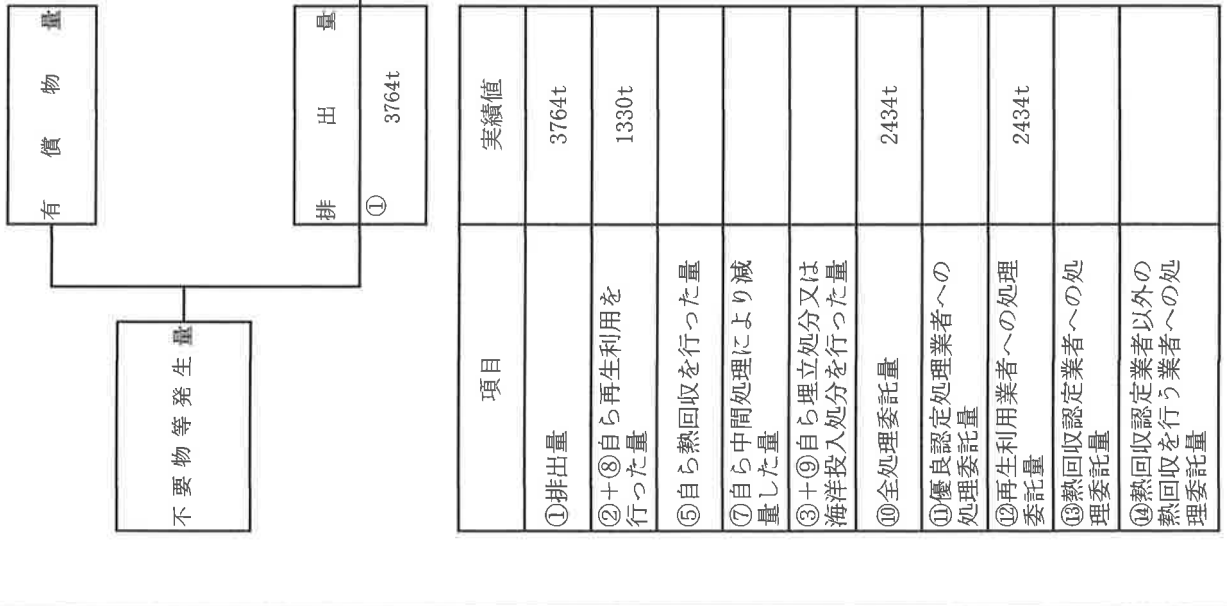 不要物等発生量
有償物量
排出量
①
3764t
項目
実績値
①排出量
3764t
②＋⑧自ら再生利用を
行った量
1330t
⑤自ら熱回収を行った量
⑦自ら中間処理により減
量した量
③＋⑨自ら埋立処分又は
海洋投入処分を行った量
⑩全処理委託量
2434t
⑪優良認定処理業者への
処理委託量
⑫再生利用業者への処理
委託量
2434t
⑬熱回収認定業者への処
理委託量
⑭熱回収認定業者以外の
熱回収を行う業者への処
理委託量